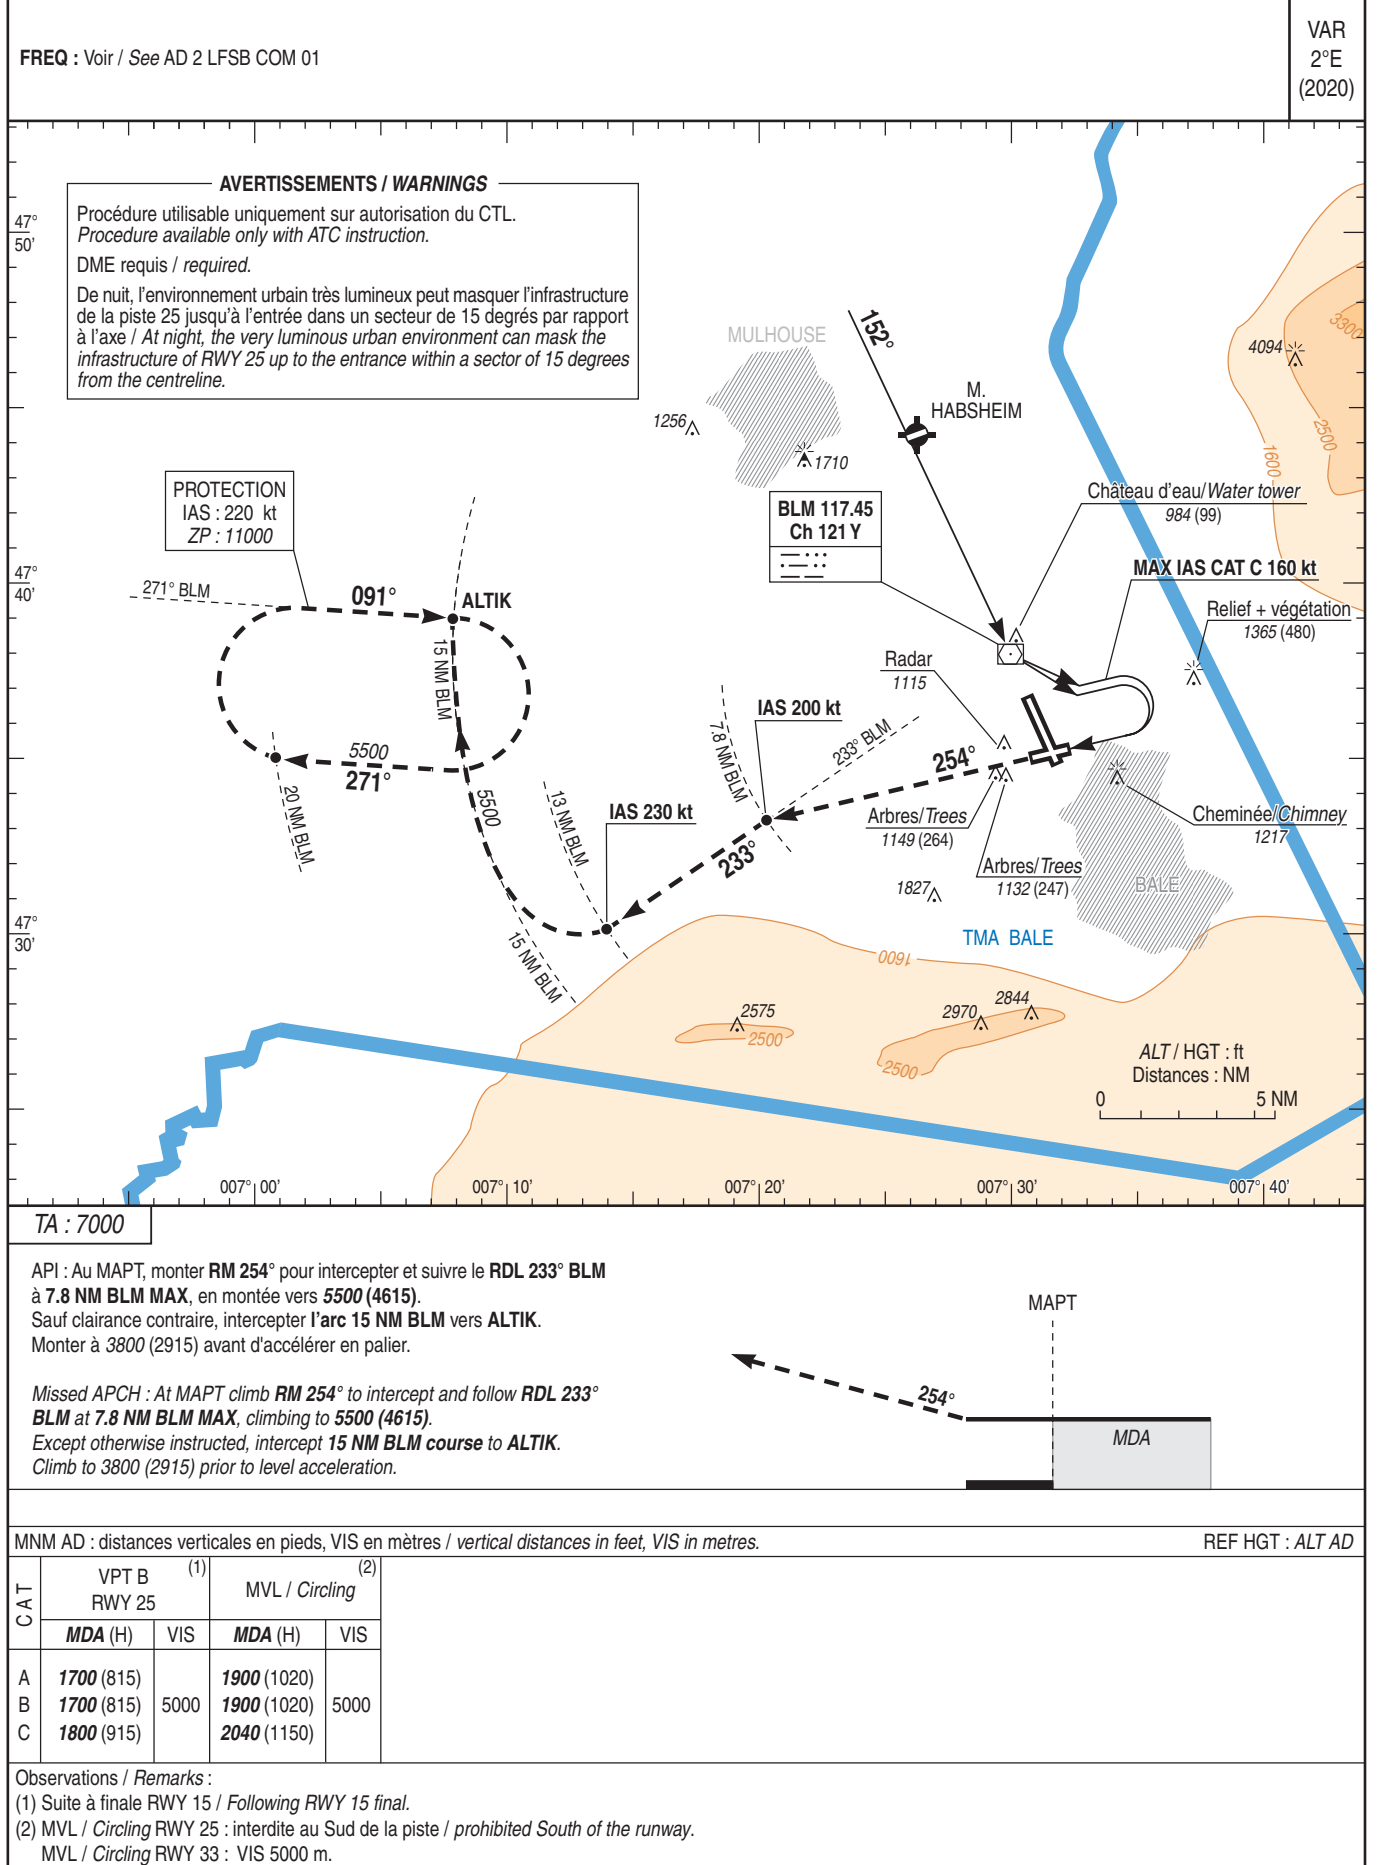 FREQ : Voir / See AD 2 LFSB COM 01
VAR
2°E
(2020)
AVERTISSEMENTS / WARNINGS
Procédure utilisable uniquement sur autorisation du CTL.
Procedure available only with ATC instruction.
DME requis / required.
De nuit, l'environnement urbain très lumineux peut masquer l'infrastructure
de la piste 25 jusqu'à l'entrée dans un secteur de 15 degrés par rapport
à l'axe / At night, the very luminous urban environment can mask the
infrastructure of RWY 25 up to the entrance within a sector of 15 degrees
from the centreline.
47°
50'
MULHOUSE
152°
M.
HABSHEIM
1256
1710
4094
3300
2500
1600
PROTECTION
IAS : 220 kt
ZP : 11000
BLM 117.45
Ch 121 Y
Château d'eau/Water tower
984 (99)
MAX IAS CAT C 160 kt
47°
40'
271° BLM
091°
ALTIK
Relief + végétation
1365 (480)
15 NM BLM
Radar
1115
IAS 200 kt
7.8 NM BLM
233° BLM
254°
5500
271°
20 NM BLM
5500
13 NM BLM
IAS 230 kt
233°
Arbres/Trees
1149 (264)
Cheminée/Chimney
1217
Arbres/Trees
1132 (247)
1827
BALE
47°
30'
15 NM BLM
TMA BALE
1600
2575
2500
2970
2844
2500
ALT / HGT : ft
Distances : NM
0 5 NM
007° 00'
007° 10'
007° 20'
007° 30'
007° 40'
TA : 7000
API : Au MAPT, monter RM 254° pour intercepter et suivre le RDL 233° BLM
à 7.8 NM BLM MAX, en montée vers 5500 (4615).
Sauf clairance contraire, intercepter l'arc 15 NM BLM vers ALTIK.
Monter à 3800 (2915) avant d'accélérer en palier.
Missed APCH : At MAPT climb RM 254° to intercept and follow RDL 233°
BLM at 7.8 NM BLM MAX, climbing to 5500 (4615).
Except otherwise instructed, intercept 15 NM BLM course to ALTIK.
Climb to 3800 (2915) prior to level acceleration.
MAPT
254°
MDA
MNM AD : distances verticales en pieds, VIS en mètres / vertical distances in feet, VIS in metres. REF HGT : ALT AD
CAT
VPT B (1)
RWY 25
MVL / Circling (2)
MDA (H) VIS MDA (H) VIS
A 1700 (815) 1900 (1020)
B 1700 (815) 5000 1900 (1020) 5000
C 1800 (915) 2040 (1150)
Observations / Remarks :
(1) Suite à finale RWY 15 / Following RWY 15 final.
(2) MVL / Circling RWY 25 : interdite au Sud de la piste / prohibited South of the runway.
MVL / Circling RWY 33 : VIS 5000 m.